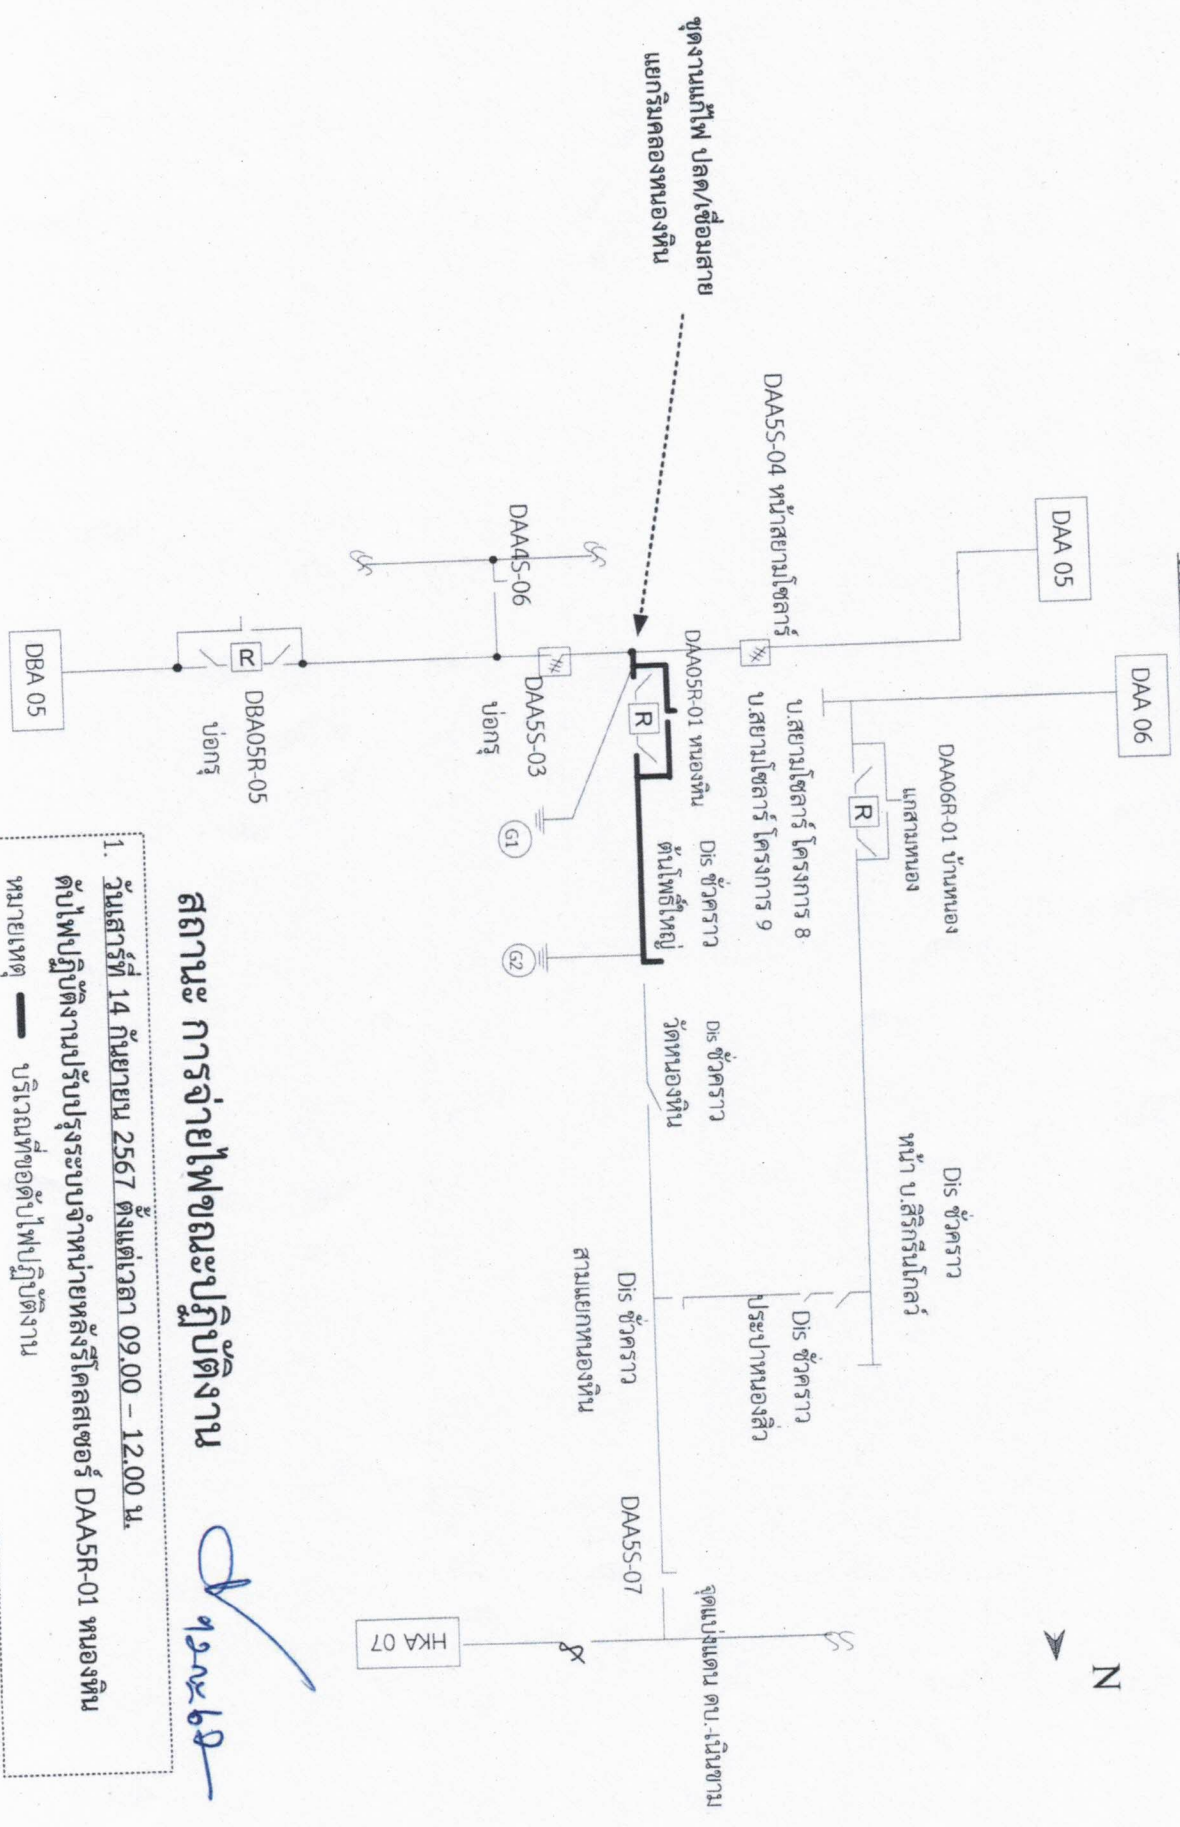 N
DAA 06
DAA 05
DAA06R-01 บ้านหนอง
แกสามหนอง
R
Dis ชั่วคราว
หน้า บ.สิริกรีนโกลว์
บ.สยามโซลาร์ โครงการ 8
บ.สยามโซลาร์ โครงการ 9
DAA5S-04 หน้าสยามโซลาร์
Dis ชั่วคราว
ประปาหนองสิ่ว
ชุดงานแก้ไฟ ปลด/เชื่อมสาย
แยกริมคลองหนองหิน
DAA05R-01 หนองหิน
R
Dis ชั่วคราว
ต้นโพธิ์ใหญ่
Dis ชั่วคราว
วัดหนองหิน
Dis ชั่วคราว
สามแยกหนองหิน
DAA5S-07
จุดแบ่งแดน ดบ.-เนินขาม
DAA4S-06
DAA5S-03
บ่อกรุ
G1
G2
HKA 07
DBA05R-05
บ่อกรุ
R
DBA 05
สถานะ การจ่ายไฟขณะปฏิบัติงาน
1. วันเสาร์ที่ 14 กันยายน 2567 ตั้งแต่เวลา 09.00 – 12.00 น.
ดับไฟปฏิบัติงานปรับปรุงระบบจำหน่ายหลังรีโคลสเซอร์ DAA5R-01 หนองหิน
หมายเหตุ บริเวณที่ขอดับไฟปฏิบัติงาน